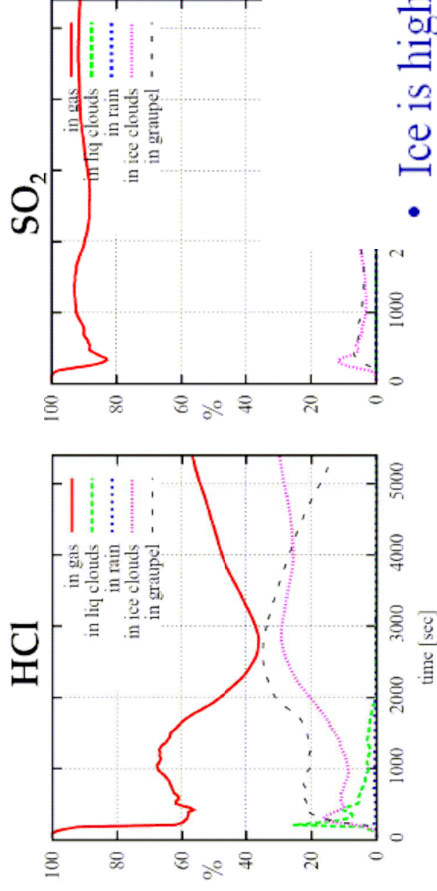 HCl
100
80
60
%
40
20
0
in gas
in liq clouds
in rain
in ice clouds
in graupel
0
1000
2000
3000
4000
5000
time [sec]
SO2
100
80
60
%
40
20
0
in gas
in liq clouds
in rain
in ice clouds
in graupel
0
1000
2
• Ice is high